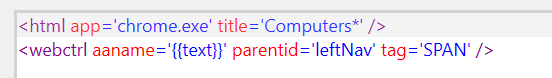 <html app='chrome.exe' title='Computers*' />
<webctrl aaname='{{text}}' parentid='leftNav' tag='SPAN' />